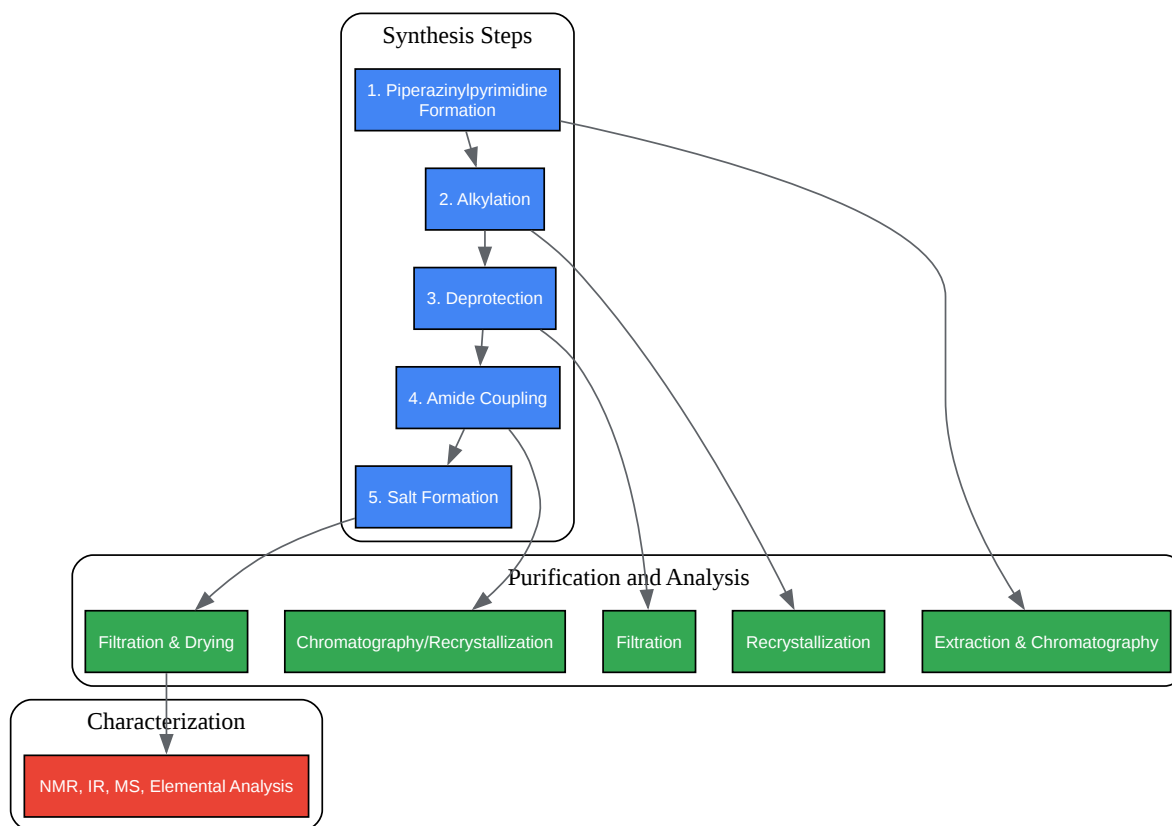 Synthesis Steps
1. Piperazinylpyrimidine
Formation
2. Alkylation
3. Deprotection
4. Amide Coupling
5. Salt Formation
Purification and Analysis
Filtration & Drying
Chromatography/Recrystallization
Filtration
Recrystallization
Extraction & Chromatography
Characterization
NMR, IR, MS, Elemental Analysis